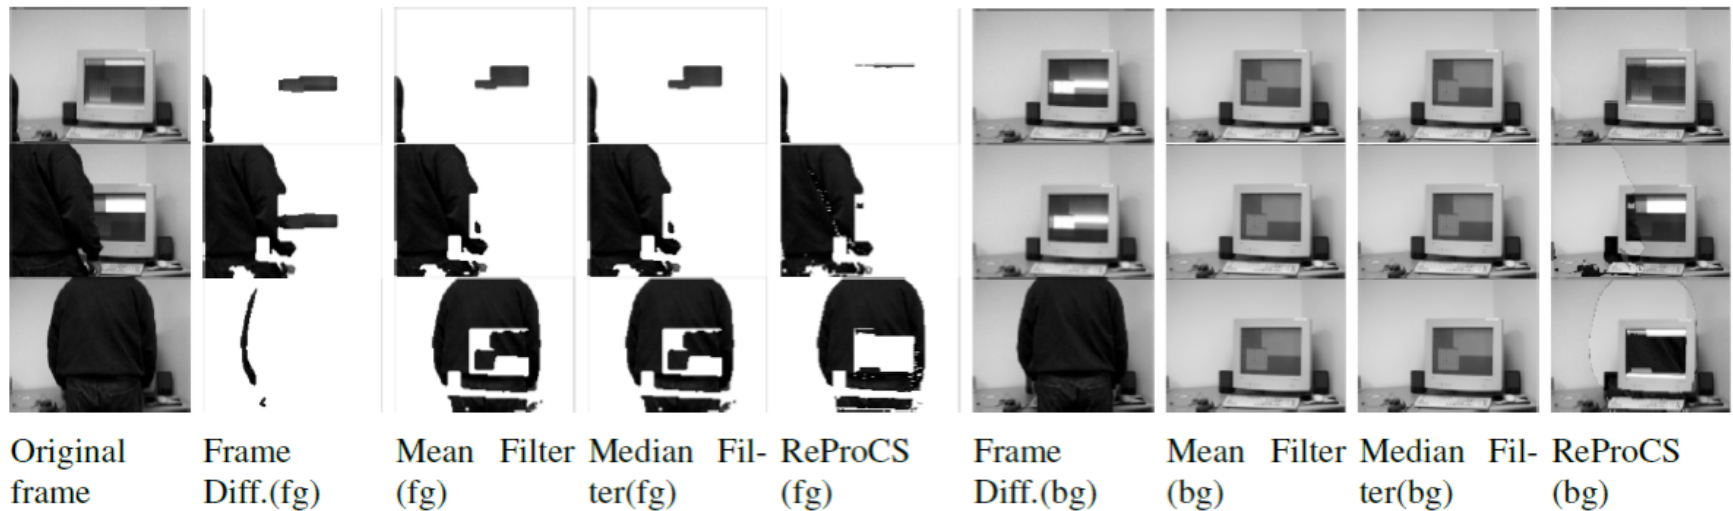 Original
frame
Frame
Diff.(fg)
Mean Filter
(fg)
Median Fil-
ter(fg)
ReProCS
(fg)
Frame
Diff.(bg)
Mean Filter
(bg)
Median Fil-
ter(bg)
ReProCS
(bg)